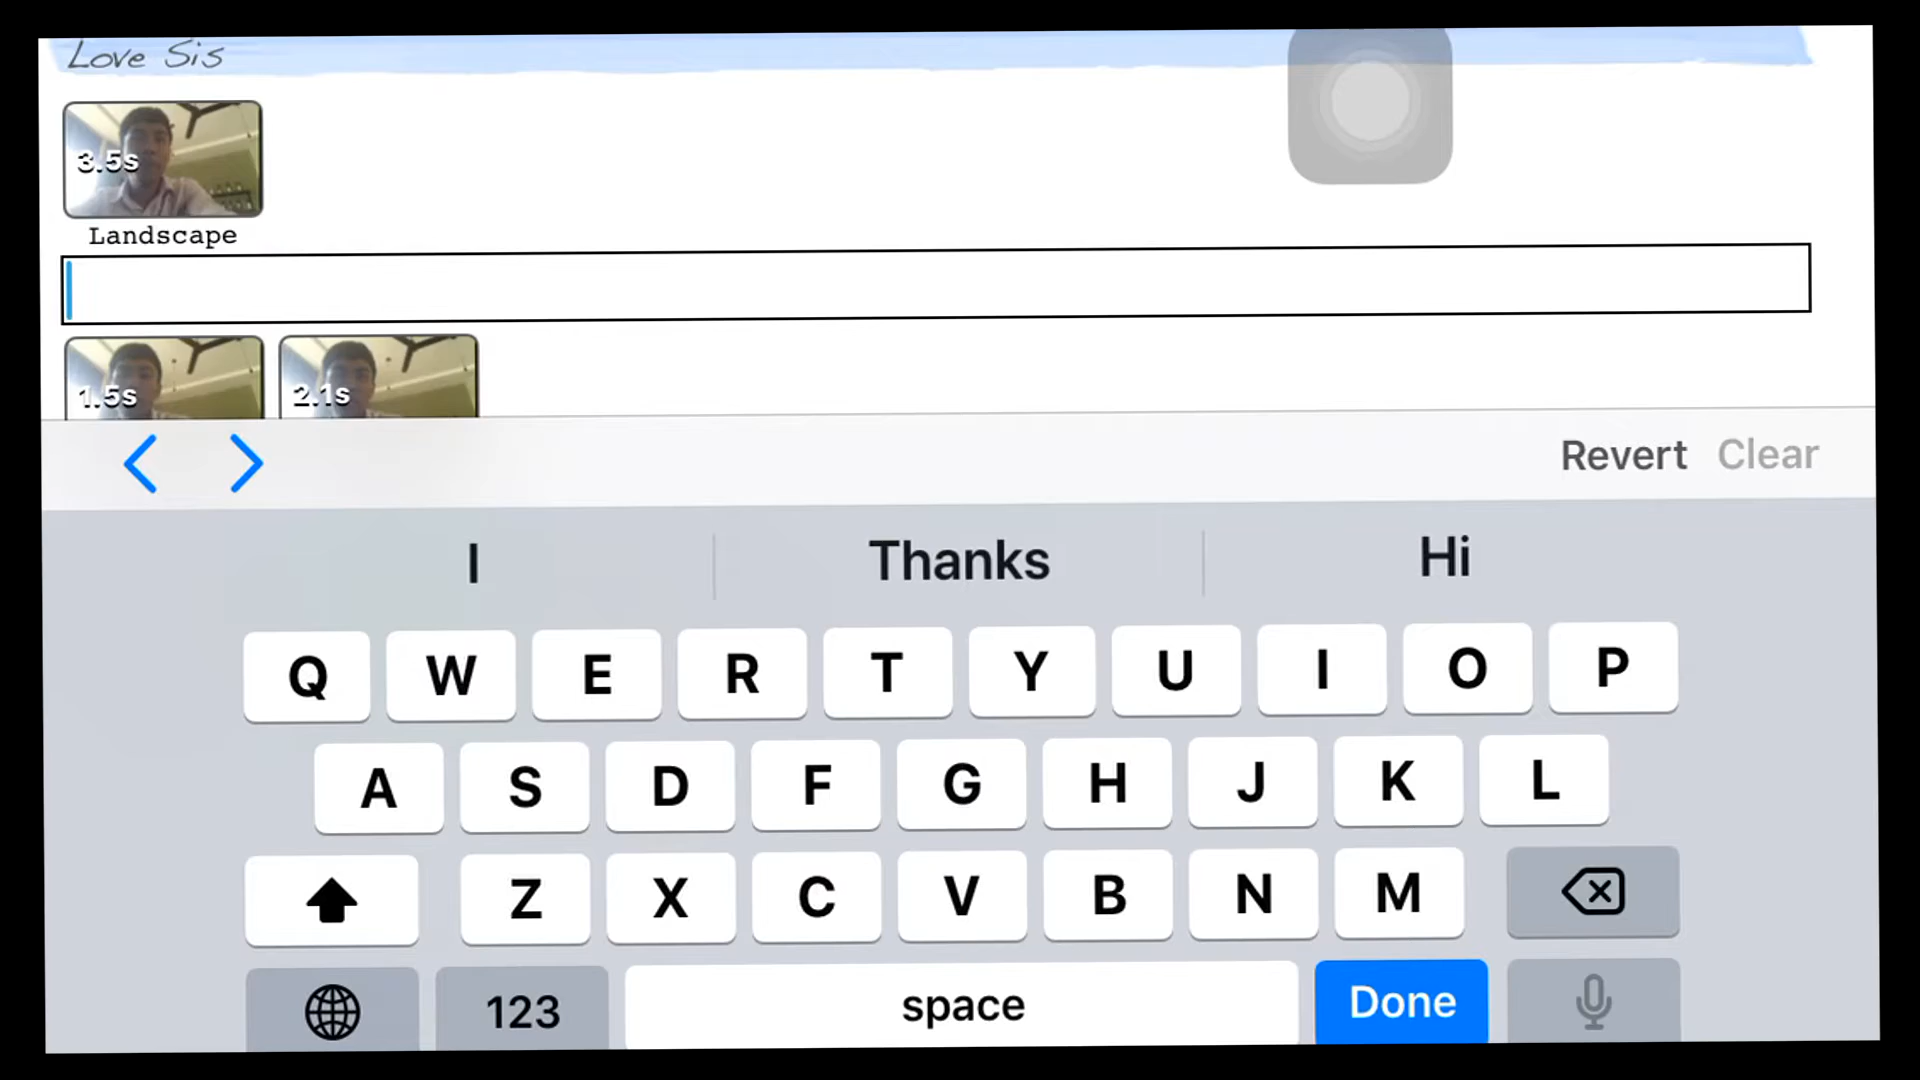 Love Sis
3.5s
Landscape
1.5s 2.1s
Revert Clear
I Thanks Hi
Q W E R T Y U I O P
A S D F G H J K L
Z X C V B N M
123 space Done